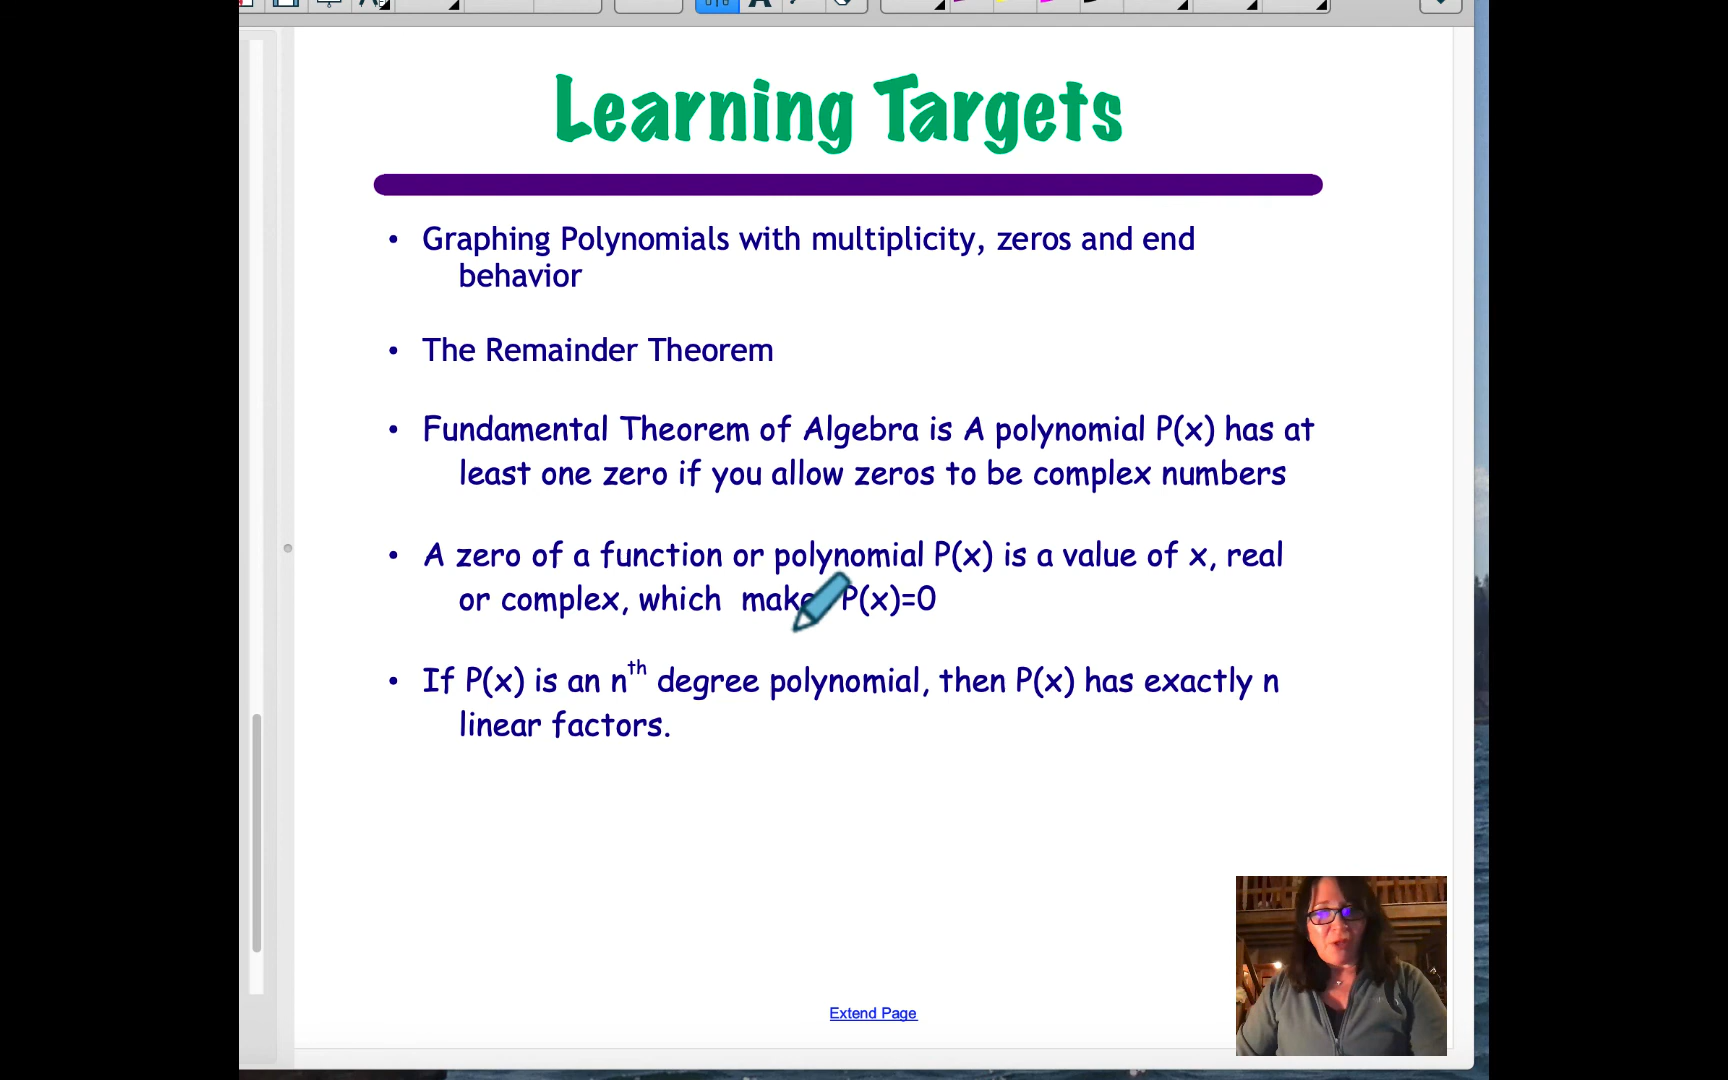 Learning Targets
• Graphing Polynomials with multiplicity, zeros and end
behavior
• The Remainder Theorem
• Fundamental Theorem of Algebra is A polynomial P(x) has at
least one zero if you allow zeros to be complex numbers
• A zero of a function or polynomial P(x) is a value of x, real
or complex, which P(x)=0
• If P(x) is an nth degree polynomial, then P(x) has exactly n
linear factors.
Extend Page